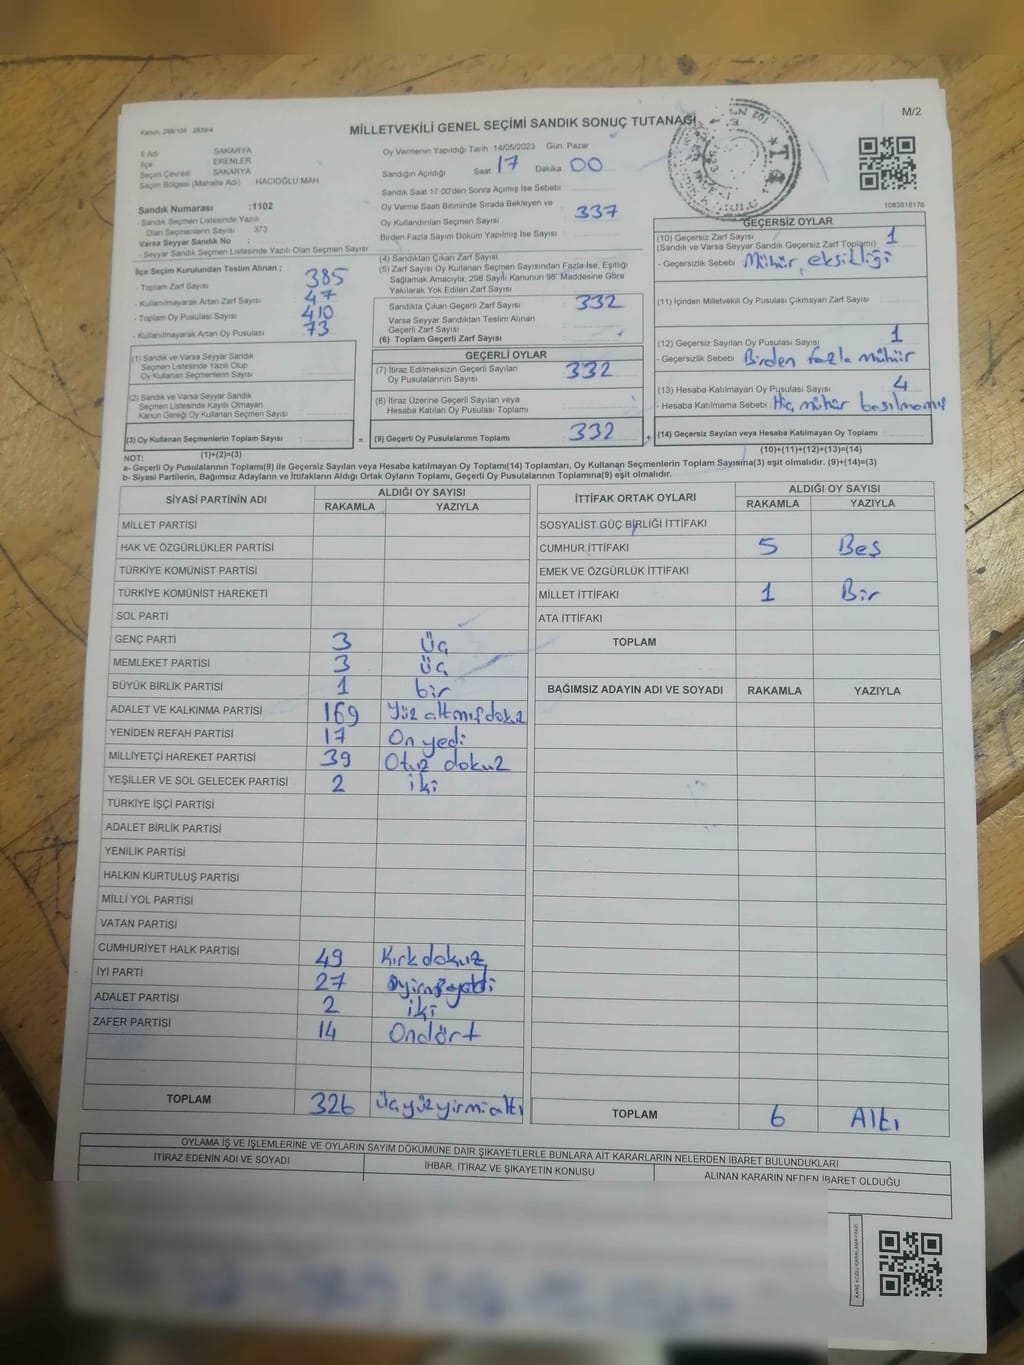 M/2
MİLLETVEKİLİ GENEL SEÇİMİ SANDIK SONUÇ TUTANAĞI
İl Adı SAKARYA
İlçe ERENLER
Seçim Çevresi SAKARYA
Seçim Bölgesi (Mahalle Adı) HACIOĞLU MAH
Sandık Numarası :1102
- Sandık Seçmen Listesinde Yazılı
Olan Seçmenlerin Sayısı 373
Varsa Seyyar Sandık No :
- Seyyar Sandık Seçmen Listesinde Yazılı Olan Seçmen Sayısı
İlçe Seçim Kurulundan Teslim Alınan ;
- Toplam Zarf Sayısı 385
- Kullanılmayarak Artan Zarf Sayısı 47
- Toplam Oy Pusulası Sayısı 410
- Kullanılmayarak Artan Oy Pusulası 73
(1) Sandık ve Varsa Seyyar Sandık
Seçmen Listesinde Yazılı Olup
Oy Kullanan Seçmenlerin Sayısı
(2) Sandık ve Varsa Seyyar Sandık
Seçmen Listesinde Kayıtlı Olmayan
Kanun Gereği Oy Kullanan Seçmen Sayısı
(3) Oy Kullanan Seçmenlerin Toplam Sayısı
(1)+(2)=(3)
Oy Vermenin Yapıldığı Tarih 14/05/2023 Gün Pazar
Sandığın Açıldığı Saat 17 Dakika 00
Sandık Saat 17:00'den Sonra Açılmış İse Sebebi
Oy Verme Saati Bitiminde Sırada Bekleyen ve
Oy Kullandırılan Seçmen Sayısı 337
Birden Fazla Sayım Döküm Yapılmış İse Sayısı
(4) Sandıktan Çıkan Zarf Sayısı
(5) Zarf Sayısı Oy Kullanan Seçmen Sayısından Fazla İse, Eşitliği
Sağlamak Amacıyla; 298 Sayılı Kanunun 98. Maddesine Göre
Yakılarak Yok Edilen Zarf Sayısı
Sandıkta Çıkan Geçerli Zarf Sayısı 332
Varsa Seyyar Sandıktan Teslim Alınan
Geçerli Zarf Sayısı
(6) Toplam Geçerli Zarf Sayısı
GEÇERLİ OYLAR
(7) İtiraz Edilmeksizin Geçerli Sayılan
Oy Pusulalarının Sayısı 332
(8) İtiraz Üzerine Geçerli Sayılan veya
Hesaba Katılan Oy Pusulası Toplamı
= (9) Geçerli Oy Pusulalarının Toplamı 332 +
1083818176
GEÇERSİZ OYLAR
(10) Geçersiz Zarf Sayısı 1
(Sandık ve Varsa Seyyar Sandık Geçersiz Zarf Toplamı)
- Geçersizlik Sebebi Mühür eksikliği
(11) İçinden Milletvekili Oy Pusulası Çıkmayan Zarf Sayısı
(12) Geçersiz Sayılan Oy Pusulası Sayısı 1
- Geçersizlik Sebebi Birden fazla mühür
(13) Hesaba Katılmayan Oy Pusulası Sayısı 4
- Hesaba Katılmama Sebebi Hiç mühür basılmamış
(14) Geçersiz Sayılan veya Hesaba Katılmayan Oy Toplamı
(10)+(11)+(12)+(13)=(14)
NOT:
a- Geçerli Oy Pusulalarının Toplamı(9) ile Geçersiz Sayılan veya Hesaba katılmayan Oy Toplamı(14) Toplamları, Oy Kullanan Seçmenlerin Toplam Sayısına(3) eşit olmalıdır. (9)+(14)=(3)
b- Siyasi Partilerin, Bağımsız Adayların ve İttifakların Aldığı Ortak Oyların Toplamı, Geçerli Oy Pusulalarının Toplamına(9) eşit olmalıdır.
SİYASİ PARTİNİN ADI ALDIĞI OY SAYISI
RAKAMLA YAZIYLA
MİLLET PARTİSİ
HAK VE ÖZGÜRLÜKLER PARTİSİ
TÜRKİYE KOMÜNİST PARTİSİ
TÜRKİYE KOMÜNİST HAREKETİ
SOL PARTİ
GENÇ PARTİ 3 üç
MEMLEKET PARTİSİ 3 üç
BÜYÜK BİRLİK PARTİSİ 1 bir
ADALET VE KALKINMA PARTİSİ 169 Yüz altmışdokuz
YENİDEN REFAH PARTİSİ 17 On yedi
MİLLİYETÇİ HAREKET PARTİSİ 39 Otuz dokuz
YEŞİLLER VE SOL GELECEK PARTİSİ 2 iki
TÜRKİYE İŞÇİ PARTİSİ
ADALET BİRLİK PARTİSİ
YENİLİK PARTİSİ
HALKIN KURTULUŞ PARTİSİ
MİLLİ YOL PARTİSİ
VATAN PARTİSİ
CUMHURİYET HALK PARTİSİ 49 Kırkdokuz
İYİ PARTİ 27 yirmiyedi
ADALET PARTİSİ 2 iki
ZAFER PARTİSİ 14 Ondört
TOPLAM 326 üçyüzyirmialtı
İTTİFAK ORTAK OYLARI ALDIĞI OY SAYISI
RAKAMLA YAZIYLA
SOSYALİST GÜÇ BİRLİĞİ İTTİFAKI
CUMHUR İTTİFAKI 5 Beş
EMEK VE ÖZGÜRLÜK İTTİFAKI
MİLLET İTTİFAKI 1 Bir
ATA İTTİFAKI
TOPLAM
BAĞIMSIZ ADAYIN ADI VE SOYADI RAKAMLA YAZIYLA
TOPLAM 6 Altı
OYLAMA İŞ VE İŞLEMLERİNE VE OYLARIN SAYIM DÖKÜMÜNE DAİR ŞİKAYETLERLE BUNLARA AİT KARARLARIN NELERDEN İBARET BULUNDUKLARI
İTİRAZ EDENİN ADI VE SOYADI İHBAR, İTİRAZ VE ŞİKAYETİN KONUSU ALINAN KARARIN NEDEN İBARET OLDUĞU
KARE KODU KARALAMAYINIZ!